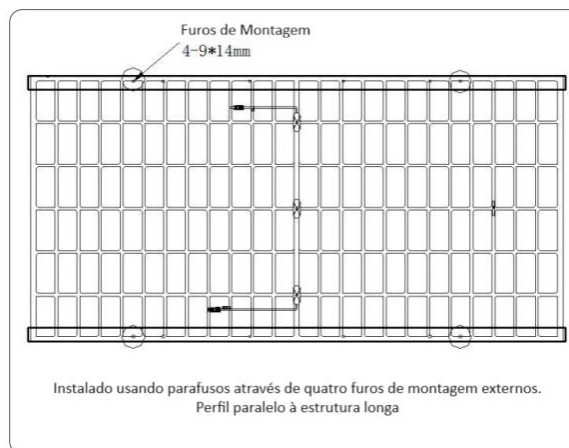 Furos de Montagem
4-9*14mm
Instalado usando parafusos através de quatro furos de montagem externos.
Perfil paralelo à estrutura longa